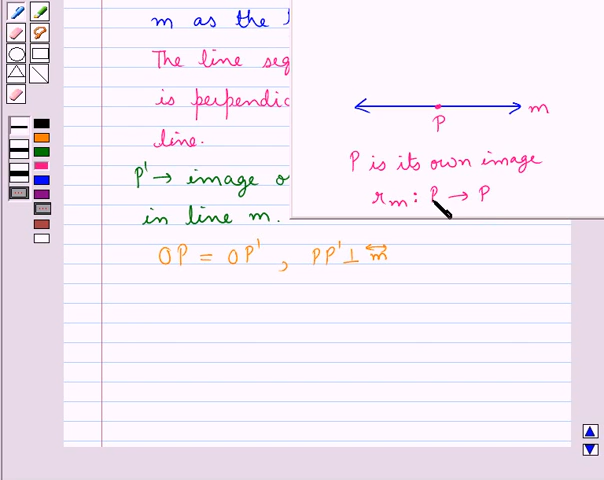 m as the
The line seg
is perpendic
line.
P' → image o
in line m.
OP = OP' , PP' ⊥ m
m
P
P is its own image
rm : P → P